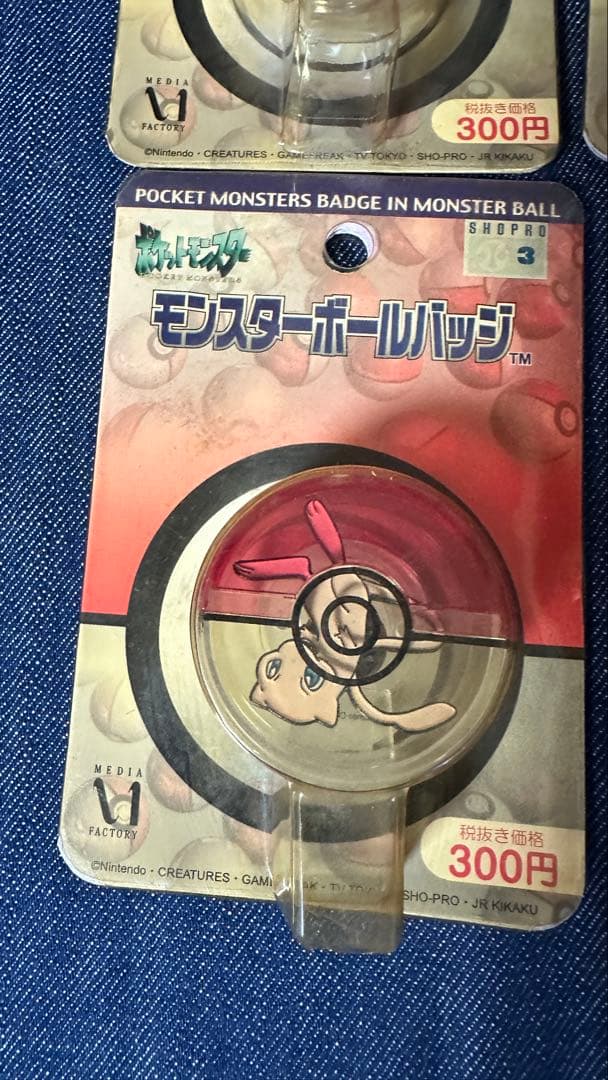 MEDIA
FACTORY
税抜き価格
300円
©Nintendo・CREATURES・GAMEFREAK・TV TOKYO・SHO-PRO・JR KIKAKU
POCKET MONSTERS BADGE IN MONSTER BALL
ポケットモンスター
SHOPRO
3
モンスターボールバッジ™
MEDIA
FACTORY
税抜き価格
300円
©Nintendo・CREATURES・GAMEFREAK・TV TOKYO・SHO-PRO・JR KIKAKU